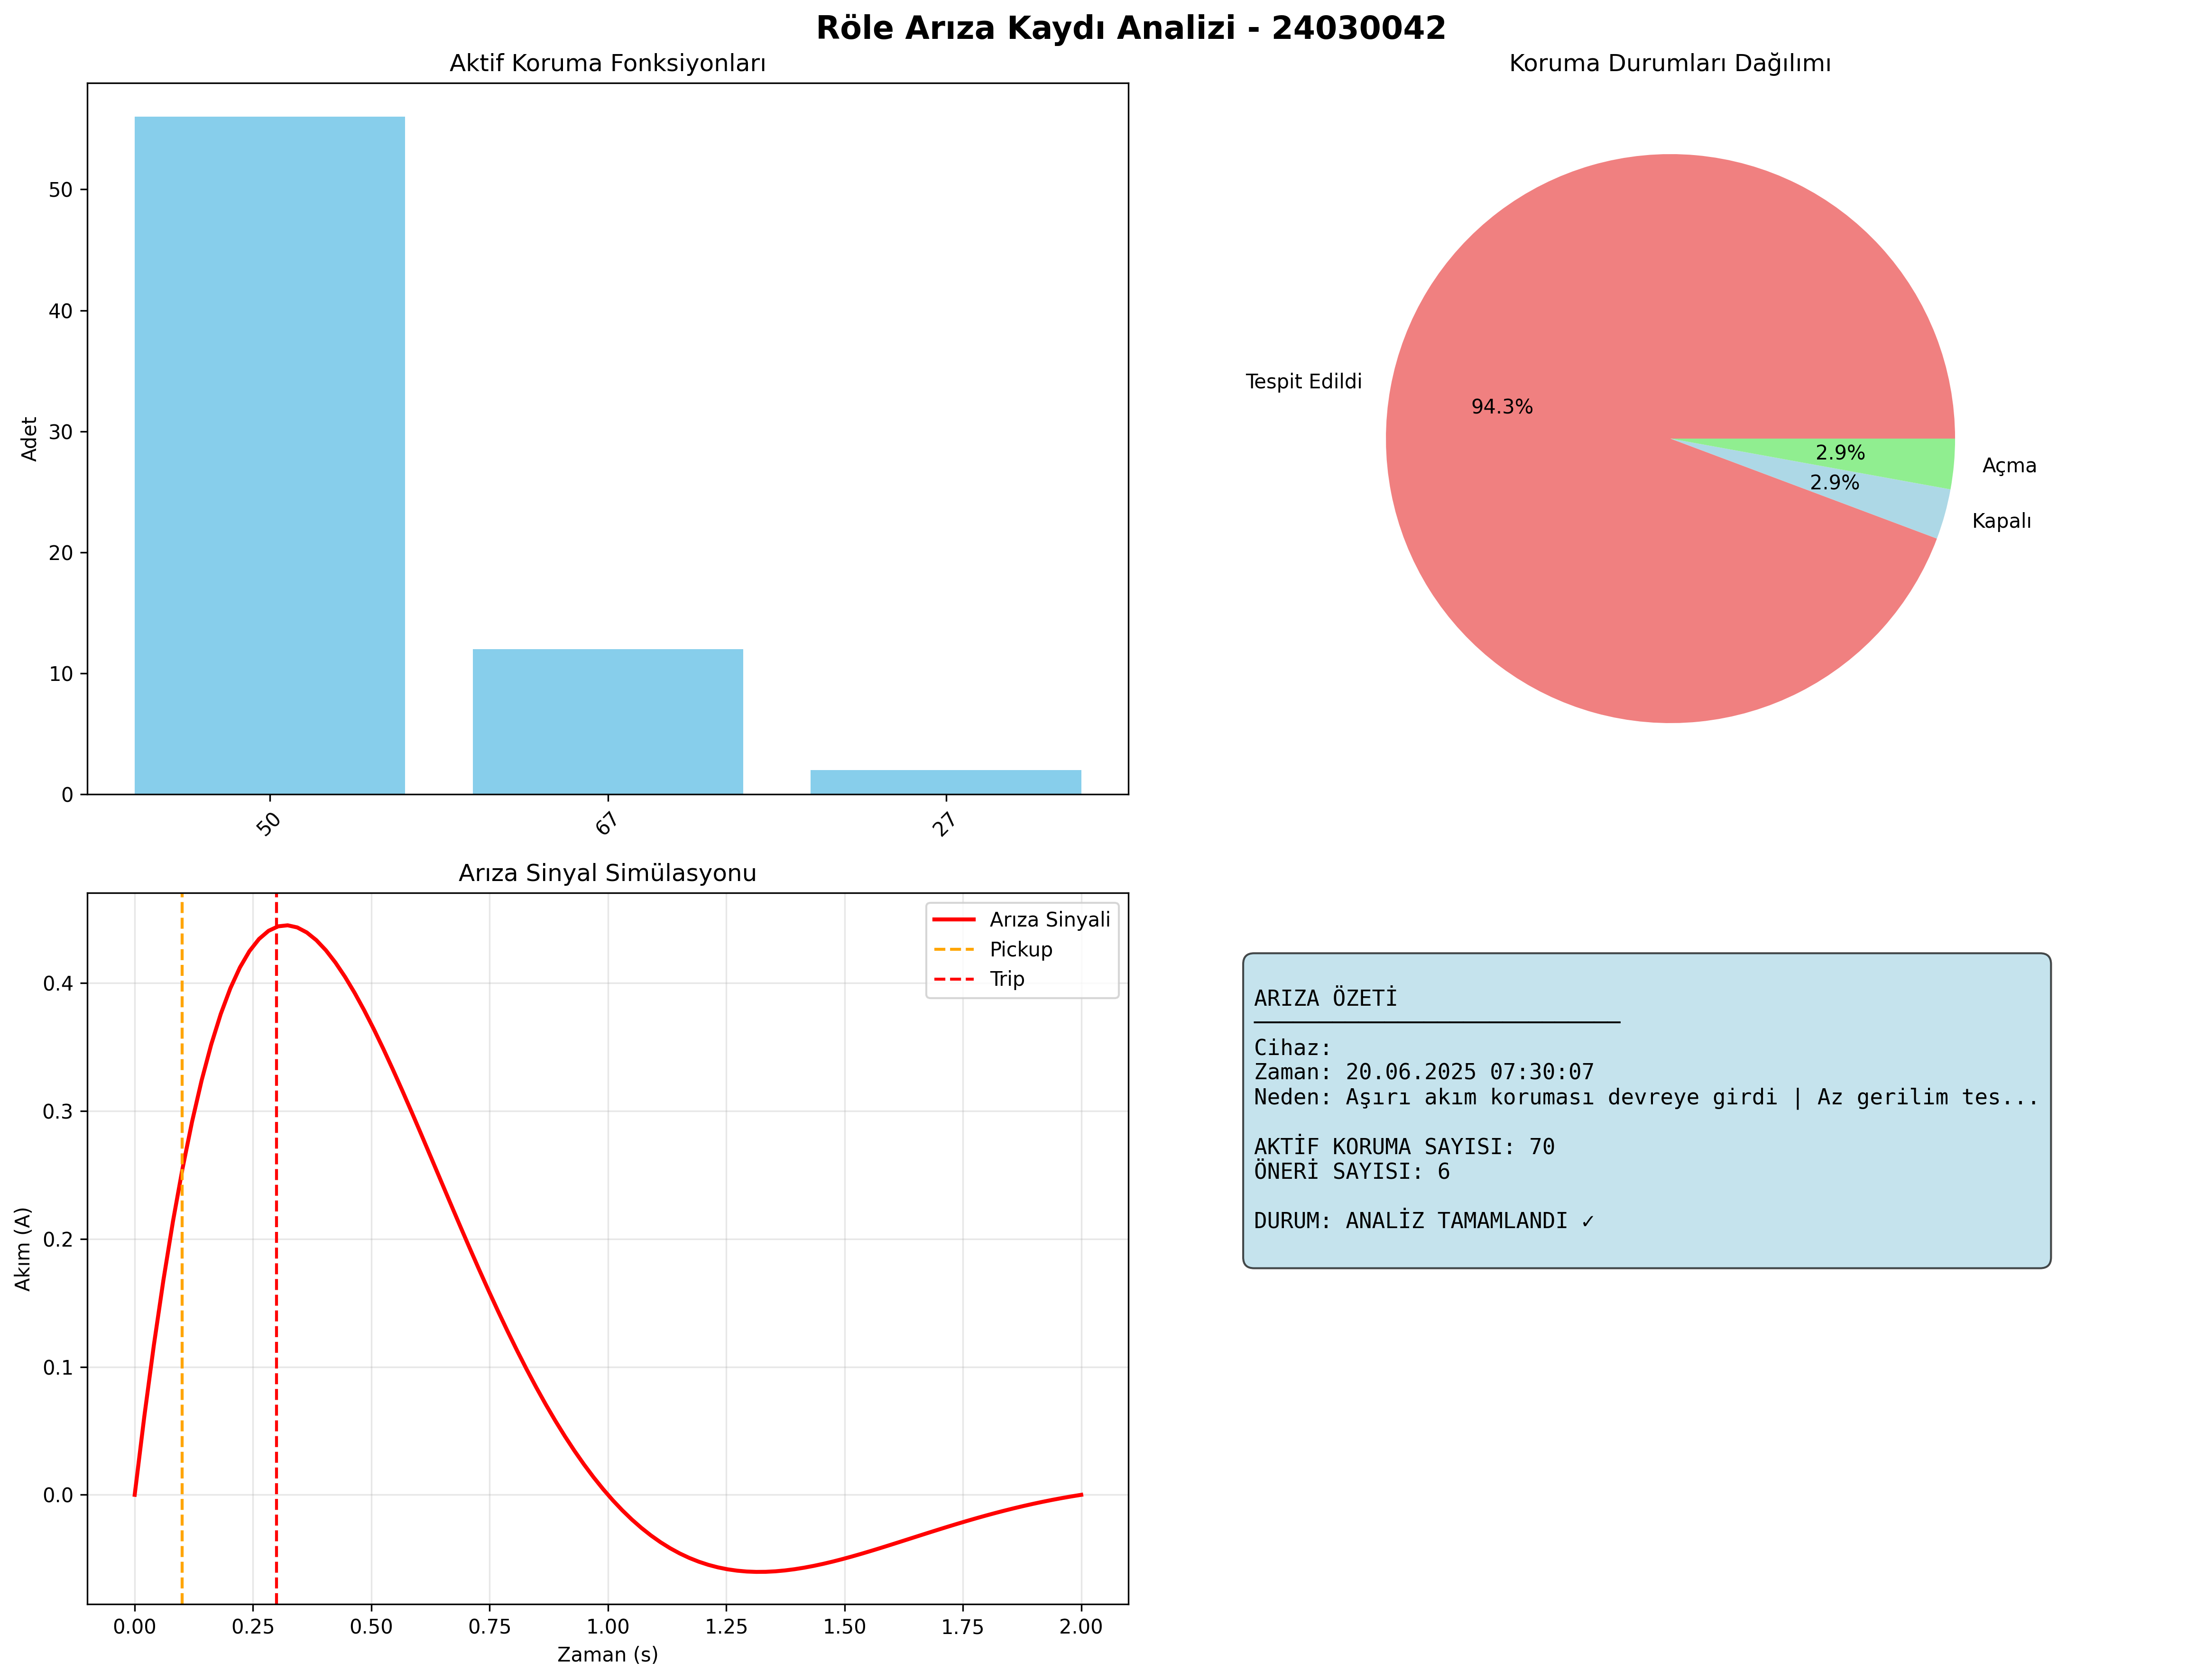 Röle Arıza Kaydı Analizi - 24030042
Aktif Koruma Fonksiyonları
Adet
50
40
30
20
10
0
50
67
27
Koruma Durumları Dağılımı
Tespit Edildi
94.3%
2.9%
Açma
2.9%
Kapalı
Arıza Sinyal Simülasyonu
Arıza Sinyali
Pickup
Trip
Akım (A)
0.4
0.3
0.2
0.1
0.0
0.00
0.25
0.50
0.75
1.00
1.25
1.50
1.75
2.00
Zaman (s)
ARIZA ÖZETİ
Cihaz:
Zaman: 20.06.2025 07:30:07
Neden: Aşırı akım koruması devreye girdi | Az gerilim tes...
AKTİF KORUMA SAYISI: 70
ÖNERİ SAYISI: 6
DURUM: ANALİZ TAMAMLANDI ✓